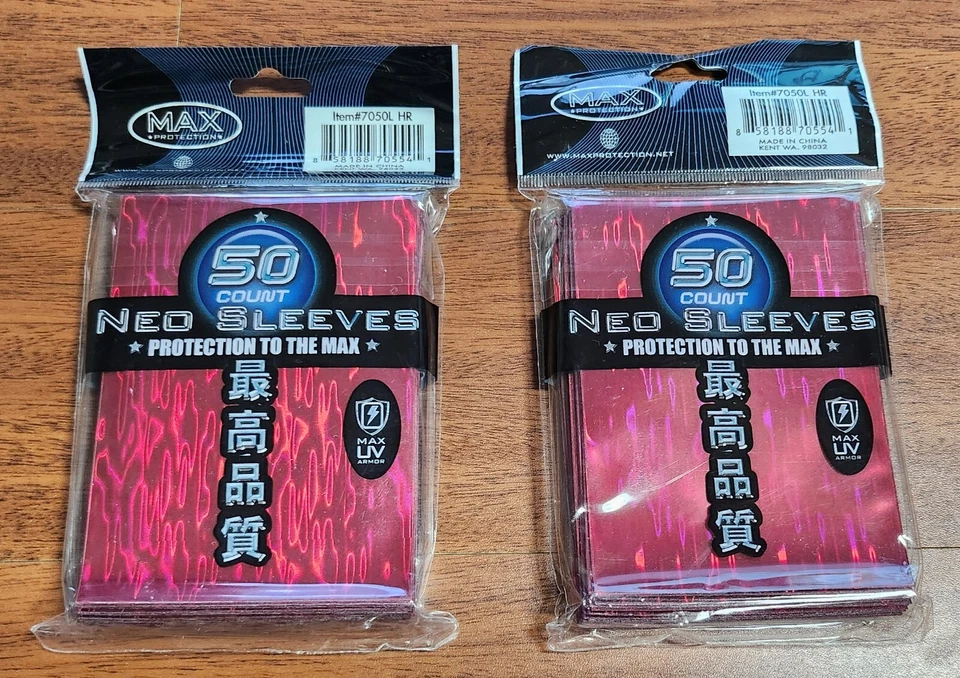 MAX
PROTECTION
Item#7050L HR
8 58188 70554 1
MADE IN CHINA
50
COUNT
NEO SLEEVES
PROTECTION TO THE MAX
最
高
品
質
MAX
UV
ARMOR
MAX
PROTECTION
WWW.MAXPROTECTION.NET
Item#7050L HR
8 58188 70554 1
MADE IN CHINA
KENT WA, 98032
50
COUNT
NEO SLEEVES
PROTECTION TO THE MAX
最
高
品
質
MAX
UV
ARMOR